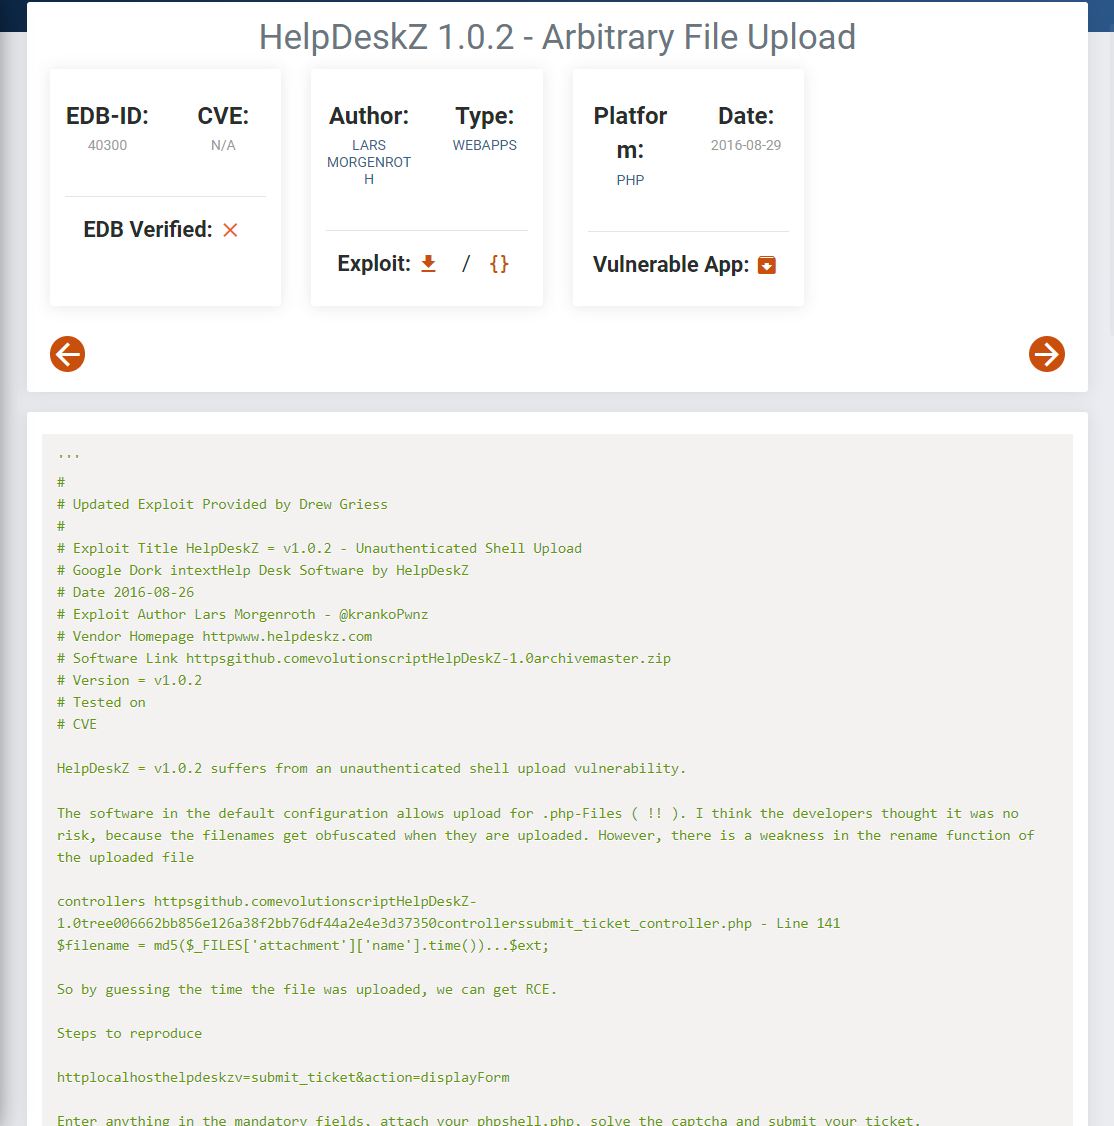 HelpDeskZ 1.0.2 - Arbitrary File Upload
EDB-ID:
40300
CVE:
N/A
EDB Verified:
Author:
LARS
MORGENROT
H
Type:
WEBAPPS
Exploit: / {}
Platfor
m:
PHP
Date:
2016-08-29
Vulnerable App:
...
#
# Updated Exploit Provided by Drew Griess
#
# Exploit Title HelpDeskZ = v1.0.2 - Unauthenticated Shell Upload
# Google Dork intextHelp Desk Software by HelpDeskZ
# Date 2016-08-26
# Exploit Author Lars Morgenroth - @krankoPwnz
# Vendor Homepage httpwww.helpdeskz.com
# Software Link httpsgithub.comevolutionscriptHelpDeskZ-1.0archivemaster.zip
# Version = v1.0.2
# Tested on
# CVE
HelpDeskZ = v1.0.2 suffers from an unauthenticated shell upload vulnerability.
The software in the default configuration allows upload for .php-Files ( !! ). I think the developers thought it was no
risk, because the filenames get obfuscated when they are uploaded. However, there is a weakness in the rename function of
the uploaded file
controllers httpsgithub.comevolutionscriptHelpDeskZ-
1.0tree006662bb856e126a38f2bb76df44a2e4e3d37350controllerssubmit_ticket_controller.php - Line 141
$filename = md5($_FILES['attachment']['name'].time())...$ext;
So by guessing the time the file was uploaded, we can get RCE.
Steps to reproduce
httplocalhosthelpdeskzv=submit_ticket&action=displayForm
Enter anything in the mandatory fields, attach your phpshell.php, solve the captcha and submit your ticket.